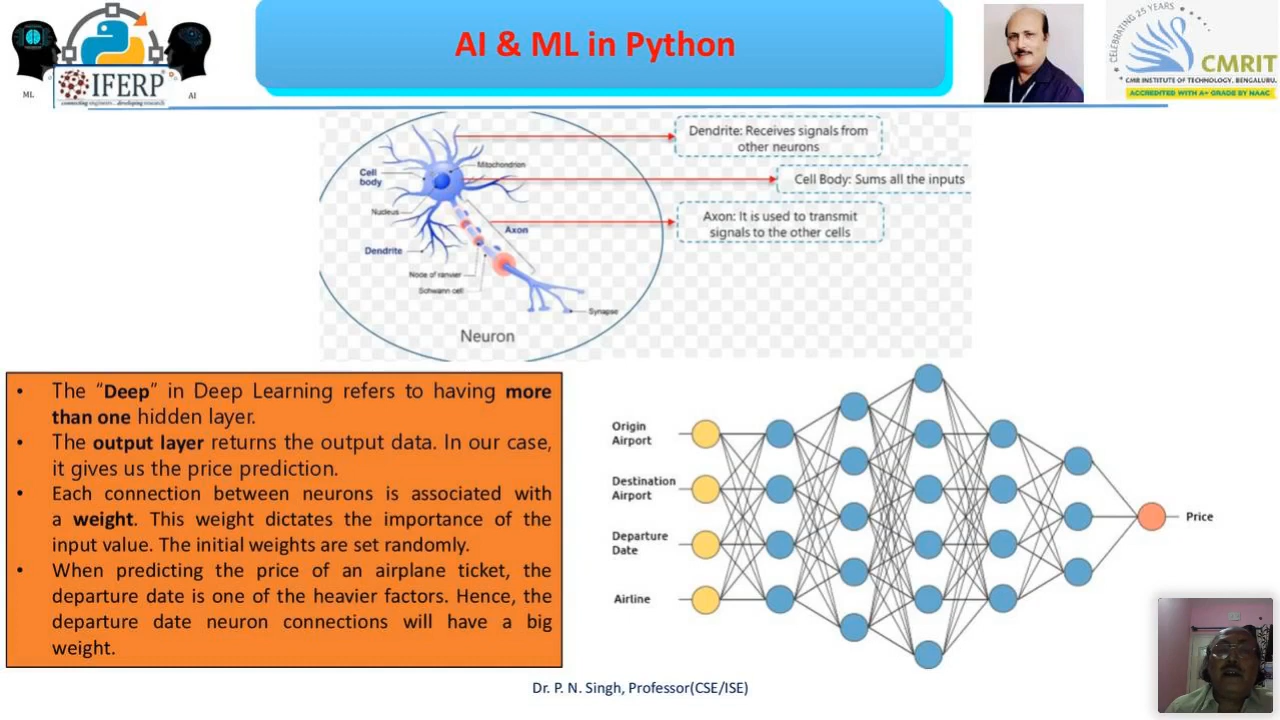 ML
IFERP
connecting engineers... developing research
AI
AI & ML in Python
CELEBRATING 25 YEARS
CMRIT
CMR INSTITUTE OF TECHNOLOGY, BENGALURU.
ACCREDITED WITH A+ GRADE BY NAAC
Dendrite: Receives signals from
other neurons
Cell Body: Sums all the inputs
Axon: It is used to transmit
signals to the other cells
Cell
body
Mitochondrion
Nucleus
Axon
Dendrite
Node of ranvier
Schwann cell
Synapse
Neuron
• The “Deep” in Deep Learning refers to having more
than one hidden layer.
• The output layer returns the output data. In our case,
it gives us the price prediction.
• Each connection between neurons is associated with
a weight. This weight dictates the importance of the
input value. The initial weights are set randomly.
• When predicting the price of an airplane ticket, the
departure date is one of the heavier factors. Hence, the
departure date neuron connections will have a big
weight.
Origin
Airport
Destination
Airport
Departure
Date
Airline
Price
Dr. P. N. Singh, Professor(CSE/ISE)